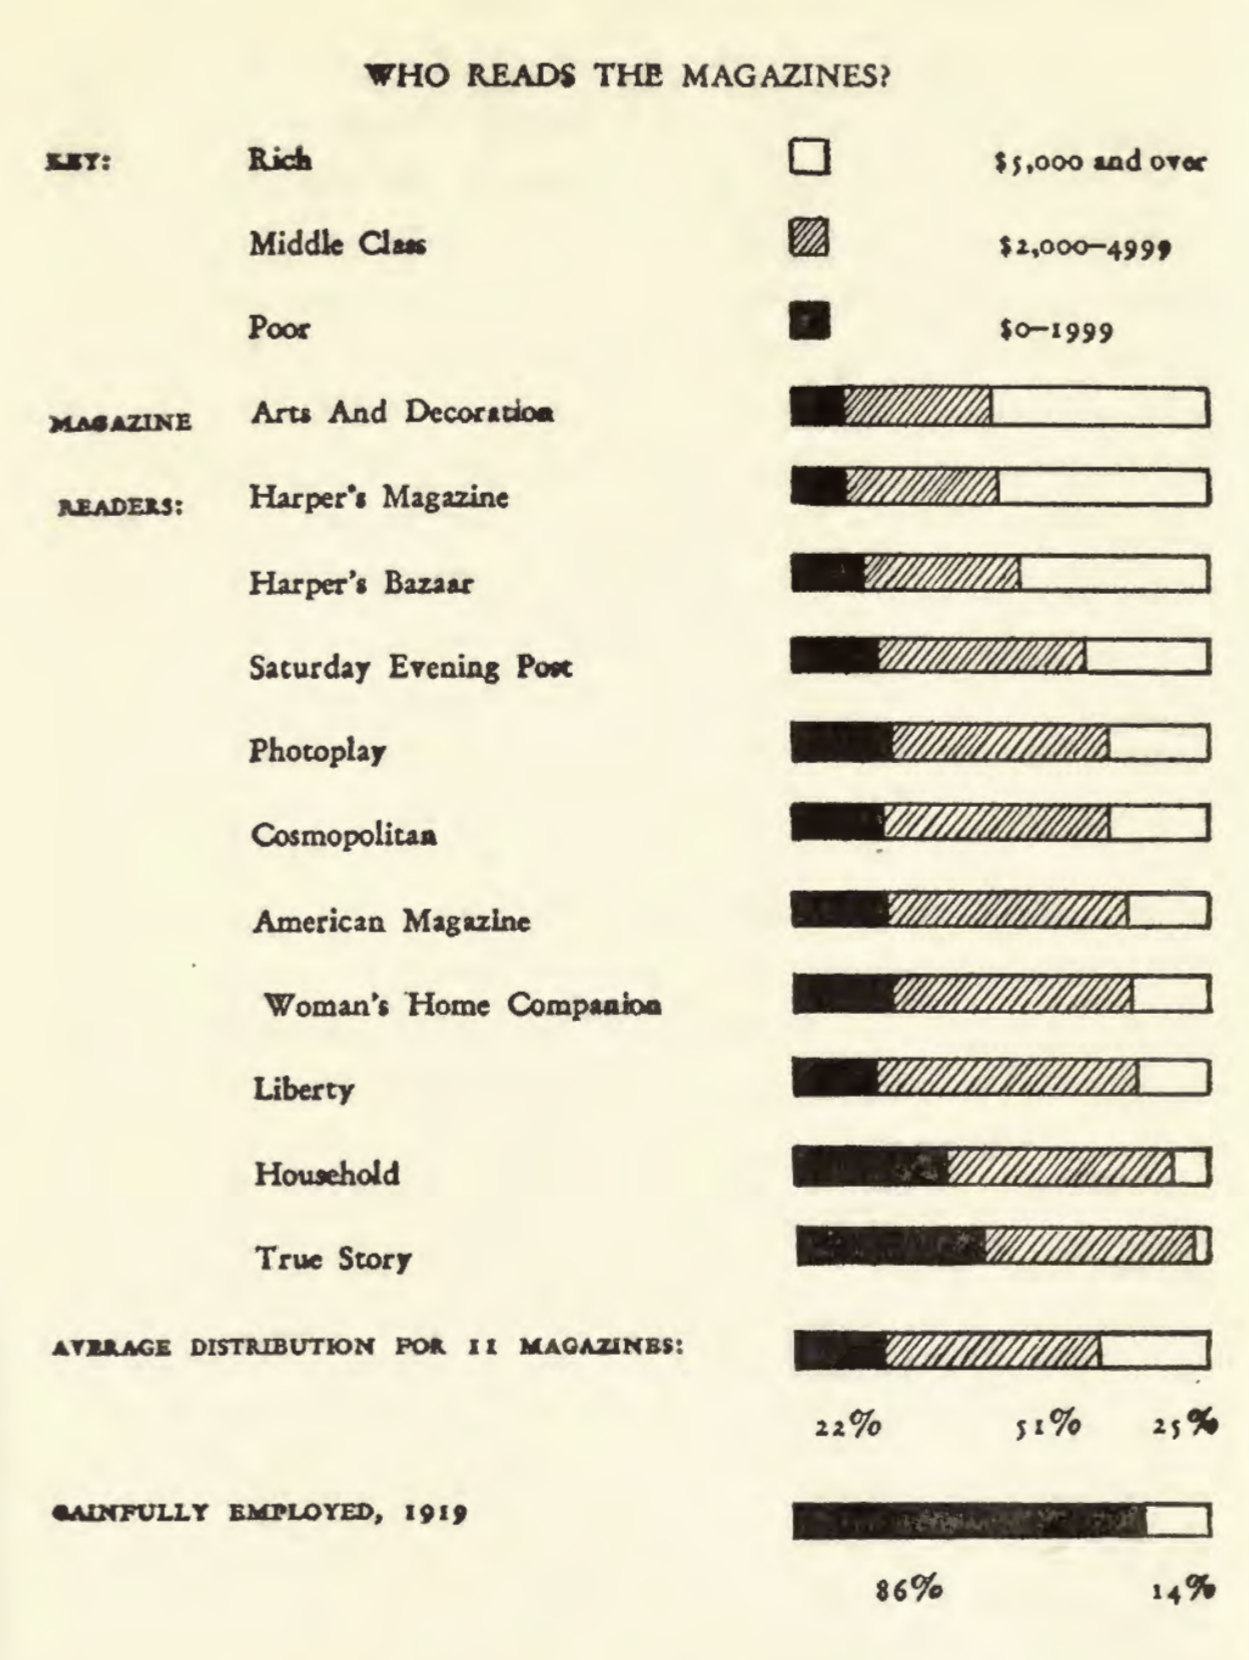 WHO READS THE MAGAZINES?
KEY: Rich $5,000 and over
Middle Class $2,000–4999
Poor $0–1999
MAGAZINE Arts And Decoration
READERS: Harper's Magazine
Harper's Bazaar
Saturday Evening Post
Photoplay
Cosmopolitan
American Magazine
Woman's Home Companion
Liberty
Household
True Story
AVERAGE DISTRIBUTION FOR 11 MAGAZINES:
22% 51% 25%
GAINFULLY EMPLOYED, 1919
86% 14%